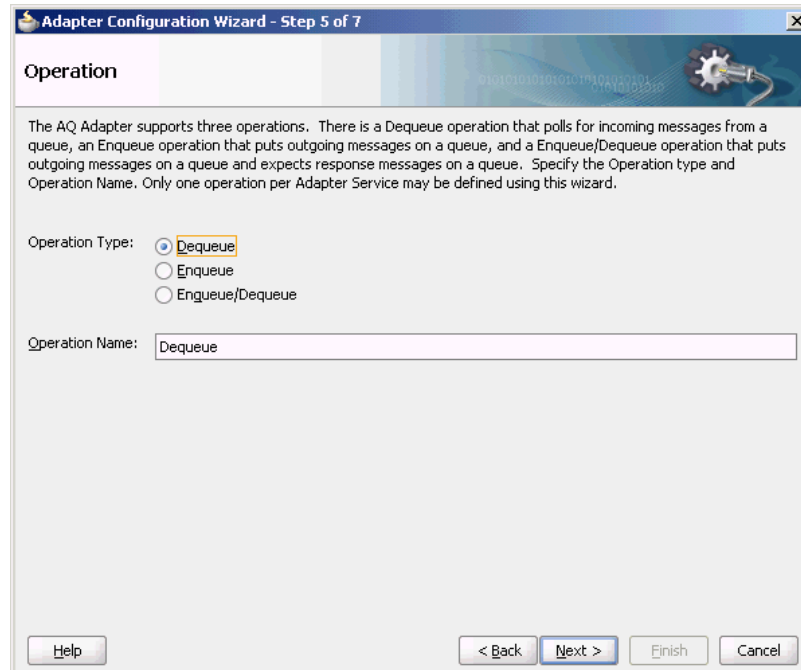 Adapter Configuration Wizard - Step 5 of 7
Operation
The AQ Adapter supports three operations. There is a Dequeue operation that polls for incoming messages from a
queue, an Enqueue operation that puts outgoing messages on a queue, and a Enqueue/Dequeue operation that puts
outgoing messages on a queue and expects response messages on a queue. Specify the Operation type and
Operation Name. Only one operation per Adapter Service may be defined using this wizard.
Operation Type:
Dequeue
Enqueue
Enqueue/Dequeue
Operation Name: Dequeue
Help < Back Next > Finish Cancel